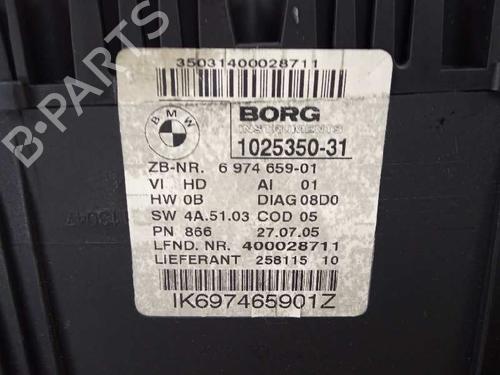 35031400028711
BMW
BORG
INSTRUMENTS
1025350-31
ZB-NR. 6 974 659-01
VI HD AI 01
HW 0B DIAG 08D0
SW 4A.51.03 COD 05
PN 866 27.07.05
LFND. NR. 400028711
LIEFERANT 258115 10
IK697465901Z
B-PARTS